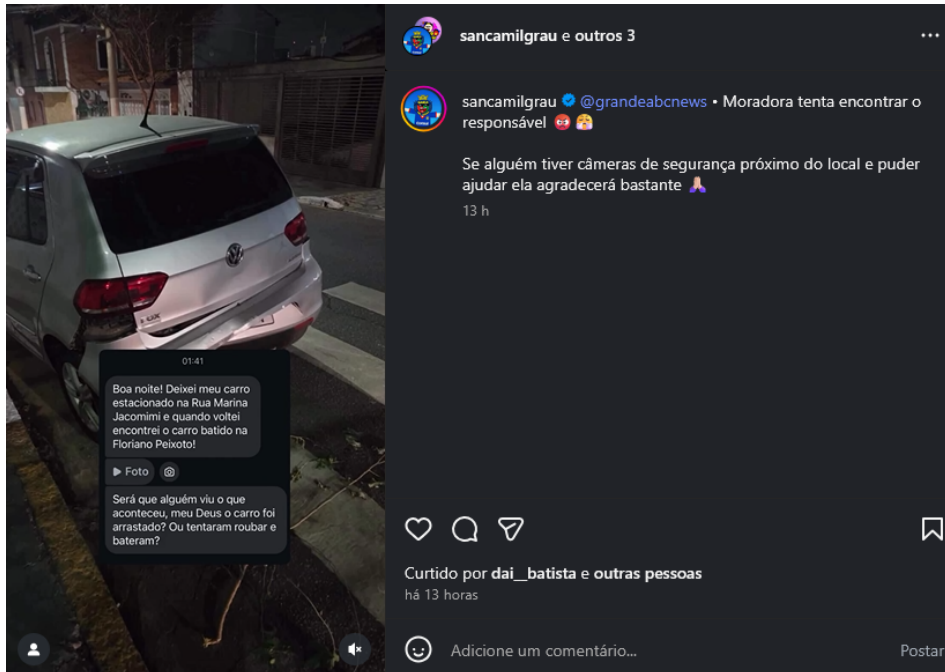 01:41
Boa noite! Deixei meu carro
estacionado na Rua Marina
Jacomimi e quando voltei
encontrei o carro batido na
Floriano Peixoto!
Foto
Será que alguém viu o que
aconteceu, meu Deus o carro foi
arrastado? Ou tentaram roubar e
bateram?
sancamilgrau e outros 3
sancamilgrau @grandeabcnews • Moradora tenta encontrar o
responsável 😡😤
Se alguém tiver câmeras de segurança próximo do local e puder
ajudar ela agradecerá bastante 🙏🏻
13 h
Curtido por dai__batista e outras pessoas
há 13 horas
Adicione um comentário...
Postar